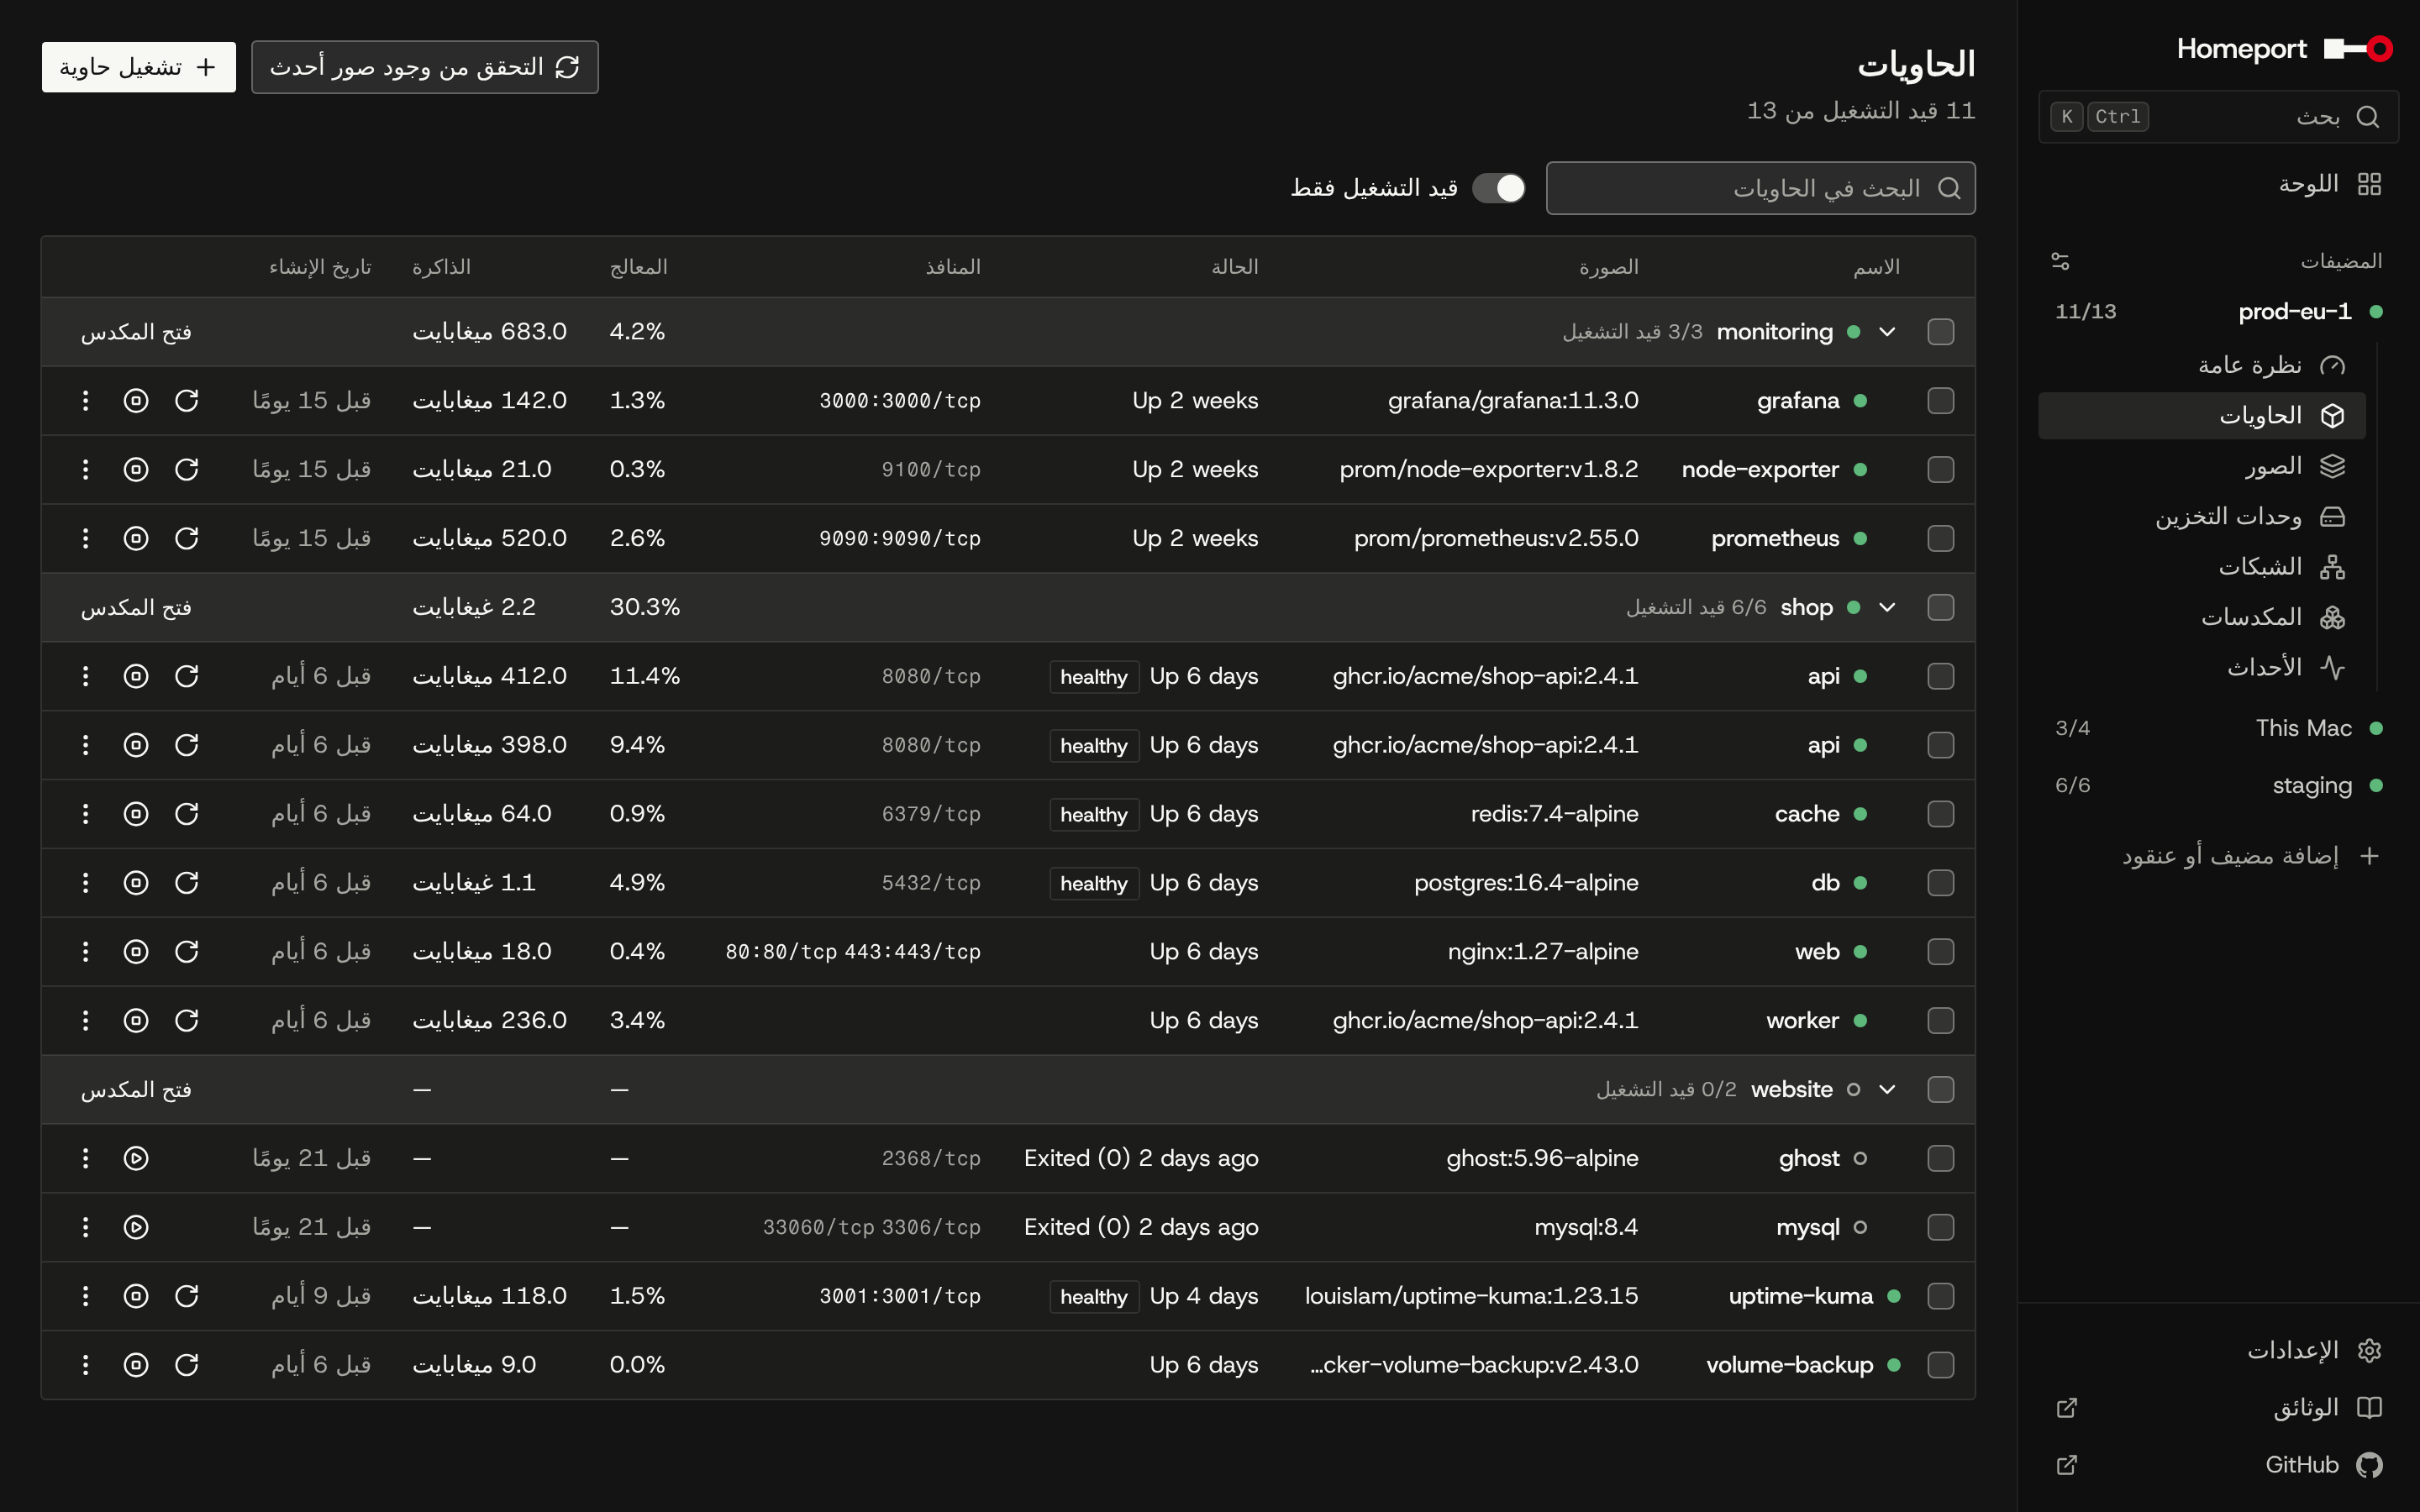 Homeport
بحث Ctrl K
اللوحة
المضيفات
prod-eu-1 11/13
نظرة عامة
الحاويات
الصور
وحدات التخزين
الشبكات
المكدسات
الأحداث
This Mac 3/4
staging 6/6
إضافة مضيف أو عنقود
الإعدادات
الوثائق
GitHub
الحاويات
11 قيد التشغيل من 13
التحقق من وجود صور أحدث
تشغيل حاوية
البحث في الحاويات
قيد التشغيل فقط
الاسم الصورة الحالة المنافذ المعالج الذاكرة تاريخ الإنشاء
monitoring 3/3 قيد التشغيل 4.2% 683.0 ميغابايت فتح المكدس
grafana grafana/grafana:11.3.0 Up 2 weeks 3000:3000/tcp 1.3% 142.0 ميغابايت قبل 15 يومًا
node-exporter prom/node-exporter:v1.8.2 Up 2 weeks 9100/tcp 0.3% 21.0 ميغابايت قبل 15 يومًا
prometheus prom/prometheus:v2.55.0 Up 2 weeks 9090:9090/tcp 2.6% 520.0 ميغابايت قبل 15 يومًا
shop 6/6 قيد التشغيل 30.3% 2.2 غيغابايت فتح المكدس
api ghcr.io/acme/shop-api:2.4.1 Up 6 days healthy 8080/tcp 11.4% 412.0 ميغابايت قبل 6 أيام
api ghcr.io/acme/shop-api:2.4.1 Up 6 days healthy 8080/tcp 9.4% 398.0 ميغابايت قبل 6 أيام
cache redis:7.4-alpine Up 6 days healthy 6379/tcp 0.9% 64.0 ميغابايت قبل 6 أيام
db postgres:16.4-alpine Up 6 days healthy 5432/tcp 4.9% 1.1 غيغابايت قبل 6 أيام
web nginx:1.27-alpine Up 6 days 80:80/tcp 443:443/tcp 0.4% 18.0 ميغابايت قبل 6 أيام
worker ghcr.io/acme/shop-api:2.4.1 Up 6 days 3.4% 236.0 ميغابايت قبل 6 أيام
website 0/2 قيد التشغيل — — فتح المكدس
ghost ghost:5.96-alpine Exited (0) 2 days ago 2368/tcp — — قبل 21 يومًا
mysql mysql:8.4 Exited (0) 2 days ago 33060/tcp 3306/tcp — — قبل 21 يومًا
uptime-kuma louislam/uptime-kuma:1.23.15 Up 4 days healthy 3001:3001/tcp 1.5% 118.0 ميغابايت قبل 9 أيام
volume-backup ...cker-volume-backup:v2.43.0 Up 6 days 0.0% 9.0 ميغابايت قبل 6 أيام